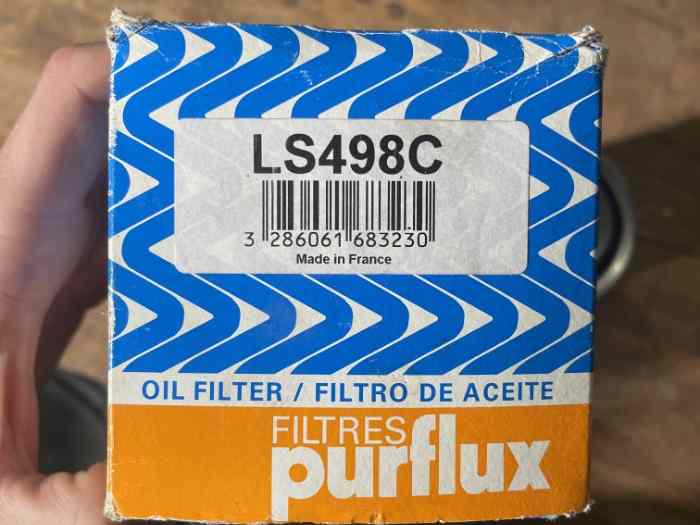 LS498C
3 286061 683230
Made in France
OIL FILTER / FILTRO DE ACEITE
FILTRES
purflux